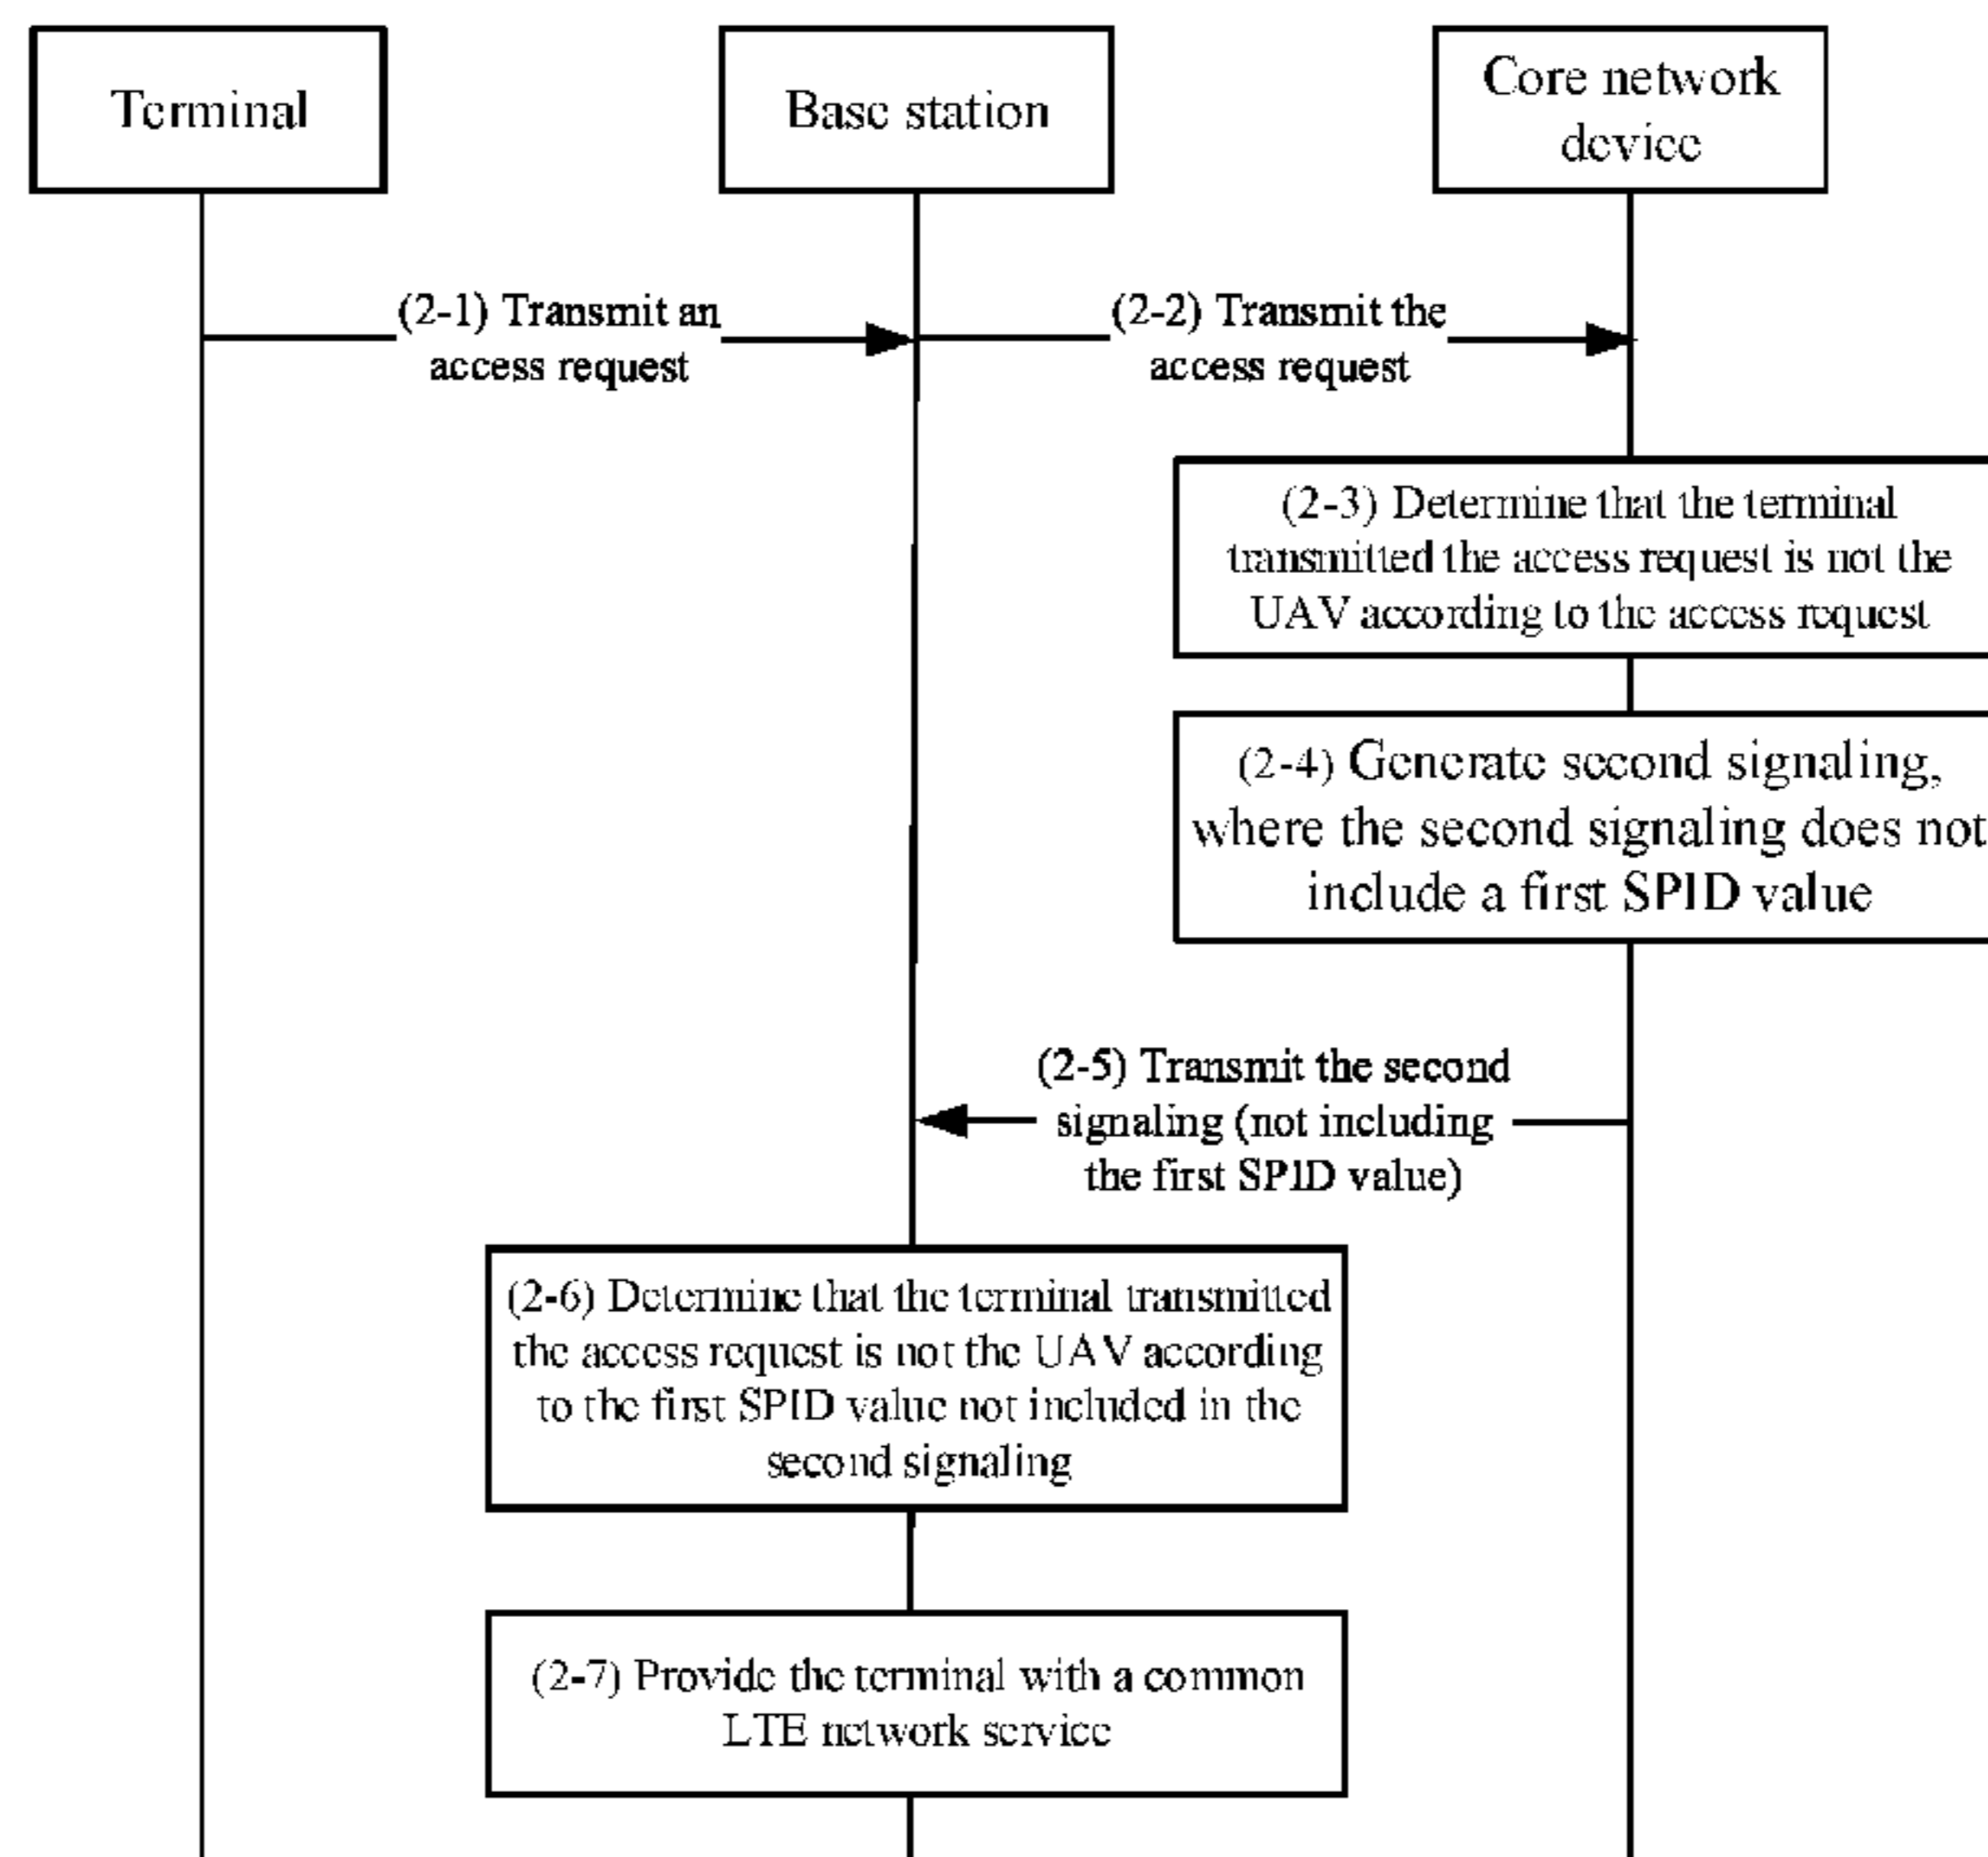 Terminal
Base station
Core network
device
(2-1) Transmit an
access request
(2-2) Transmit the
access request
(2-3) Determine that the terminal
transmitted the access request is not the
UAV according to the access request
(2-4) Generate second signaling,
where the second signaling does not
include a first SPID value
(2-5) Transmit the second
signaling (not including
the first SPID value)
(2-6) Determine that the terminal transmitted
the access request is not the UAV according
to the first SPID value not included in the
second signaling
(2-7) Provide the terminal with a common
LTE network service